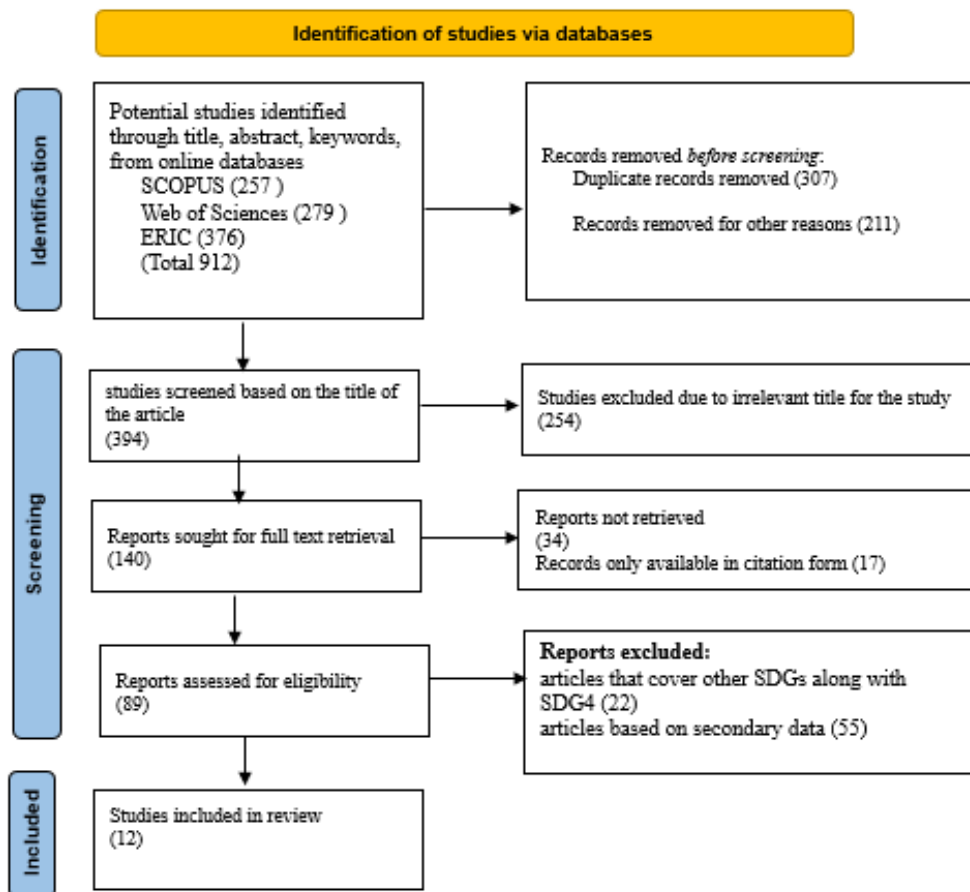 Identification of studies via databases
Identification
Potential studies identified
through title, abstract, keywords,
from online databases
SCOPUS (257 )
Web of Sciences (279 )
ERIC (376)
(Total 912)
Records removed before screening:
Duplicate records removed (307)
Records removed for other reasons (211)
Screening
studies screened based on the title of
the article
(394)
Studies excluded due to irrelevant title for the study
(254)
Reports sought for full text retrieval
(140)
Reports not retrieved
(34)
Records only available in citation form (17)
Reports assessed for eligibility
(89)
Reports excluded:
articles that cover other SDGs along with
SDG4 (22)
articles based on secondary data (55)
Included
Studies included in review
(12)